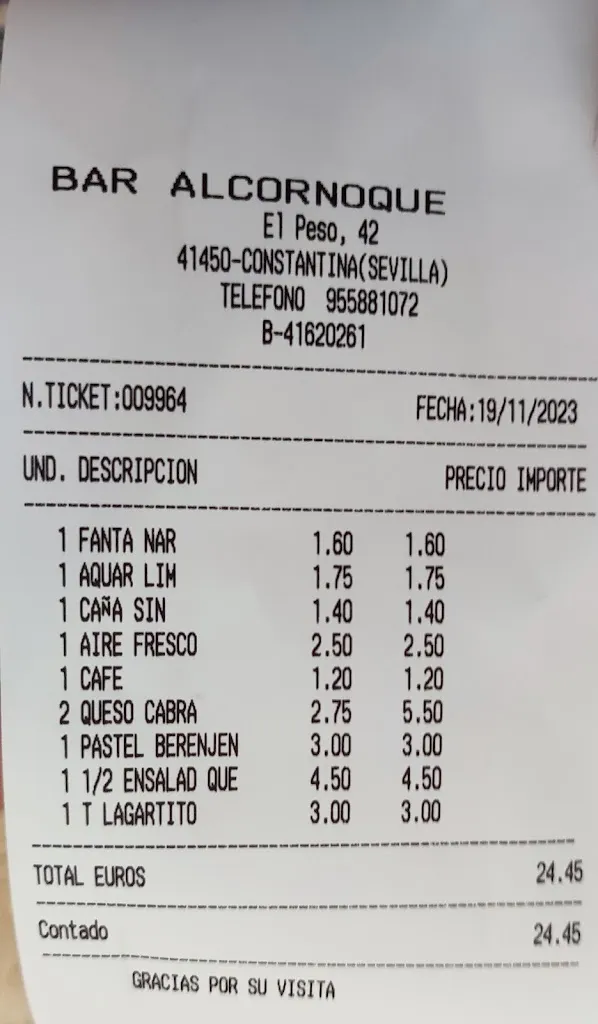 BAR ALCORNOQUE
El Peso, 42
41450-CONSTANTINA(SEVILLA)
TELEFONO 955881072
B-41620261
N.TICKET:009964 FECHA:19/11/2023
UND. DESCRIPCION PRECIO IMPORTE
1 FANTA NAR 1.60 1.60
1 AQUAR LIM 1.75 1.75
1 CAÑA SIN 1.40 1.40
1 AIRE FRESCO 2.50 2.50
1 CAFE 1.20 1.20
2 QUESO CABRA 2.75 5.50
1 PASTEL BERENJEN 3.00 3.00
1 1/2 ENSALAD QUE 4.50 4.50
1 T LAGARTITO 3.00 3.00
TOTAL EUROS 24.45
Contado 24.45
GRACIAS POR SU VISITA